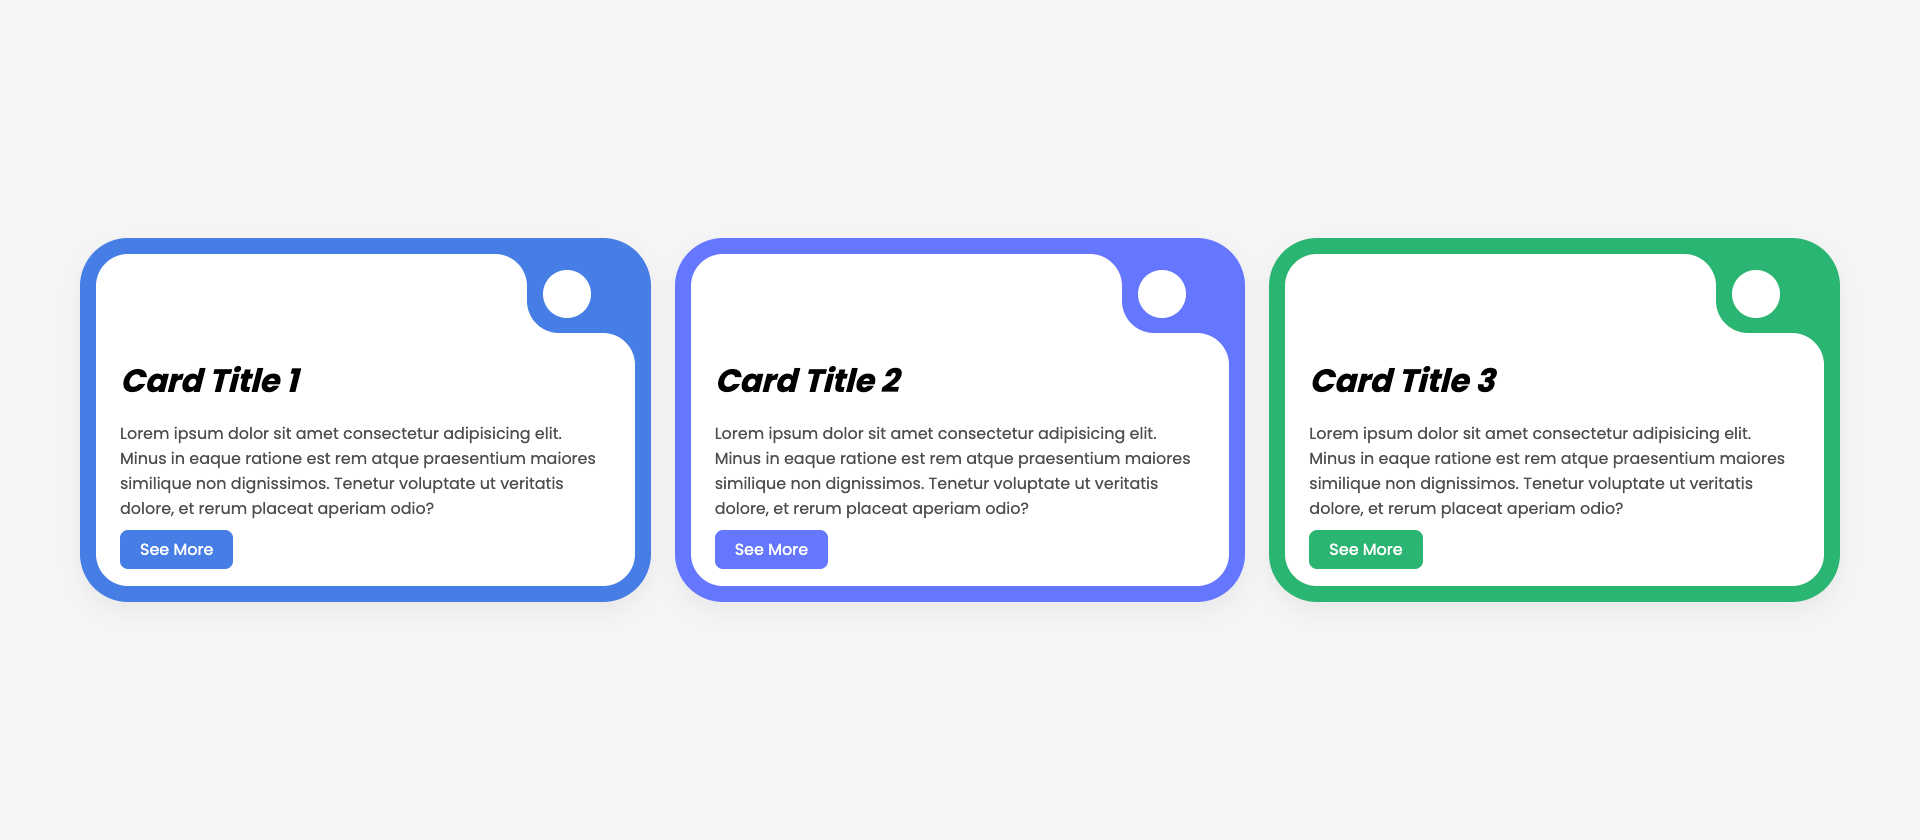 Card Title 1
Lorem ipsum dolor sit amet consectetur adipisicing elit.
Minus in eaque ratione est rem atque praesentium maiores
similique non dignissimos. Tenetur voluptate ut veritatis
dolore, et rerum placeat aperiam odio?
See More
Card Title 2
Lorem ipsum dolor sit amet consectetur adipisicing elit.
Minus in eaque ratione est rem atque praesentium maiores
similique non dignissimos. Tenetur voluptate ut veritatis
dolore, et rerum placeat aperiam odio?
See More
Card Title 3
Lorem ipsum dolor sit amet consectetur adipisicing elit.
Minus in eaque ratione est rem atque praesentium maiores
similique non dignissimos. Tenetur voluptate ut veritatis
dolore, et rerum placeat aperiam odio?
See More